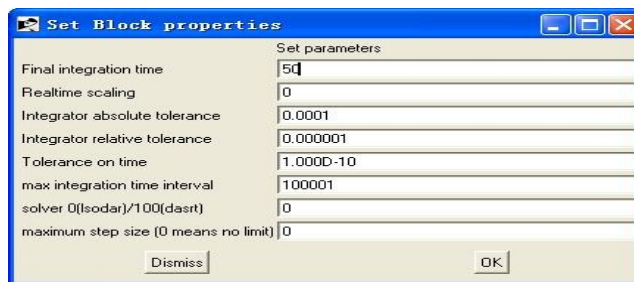 Set Block properties
Set parameters
Final integration time 50
Realtime scaling 0
Integrator absolute tolerance 0.0001
Integrator relative tolerance 0.000001
Tolerance on time 1.000D-10
max integration time interval 100001
solver 0(lsodar)/100(dasrt) 0
maximum step size (0 means no limit) 0
Dismiss OK